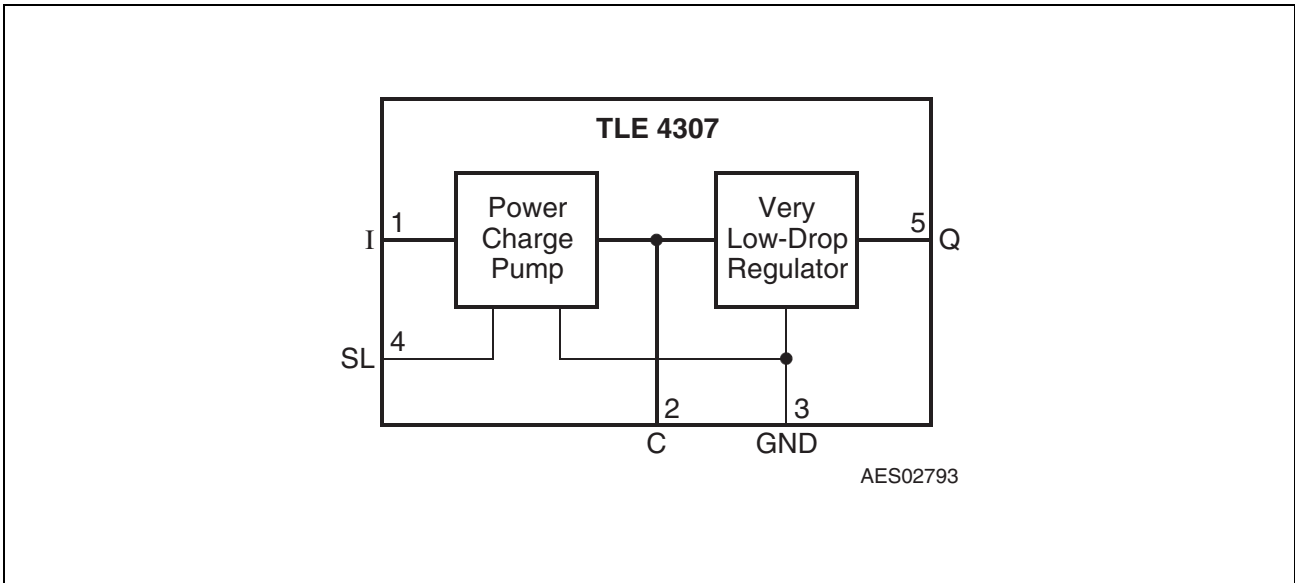 TLE 4307
Power
Charge
Pump
Very
Low-Drop
Regulator
1
I
5
Q
4
SL
2
C
3
GND
AES02793